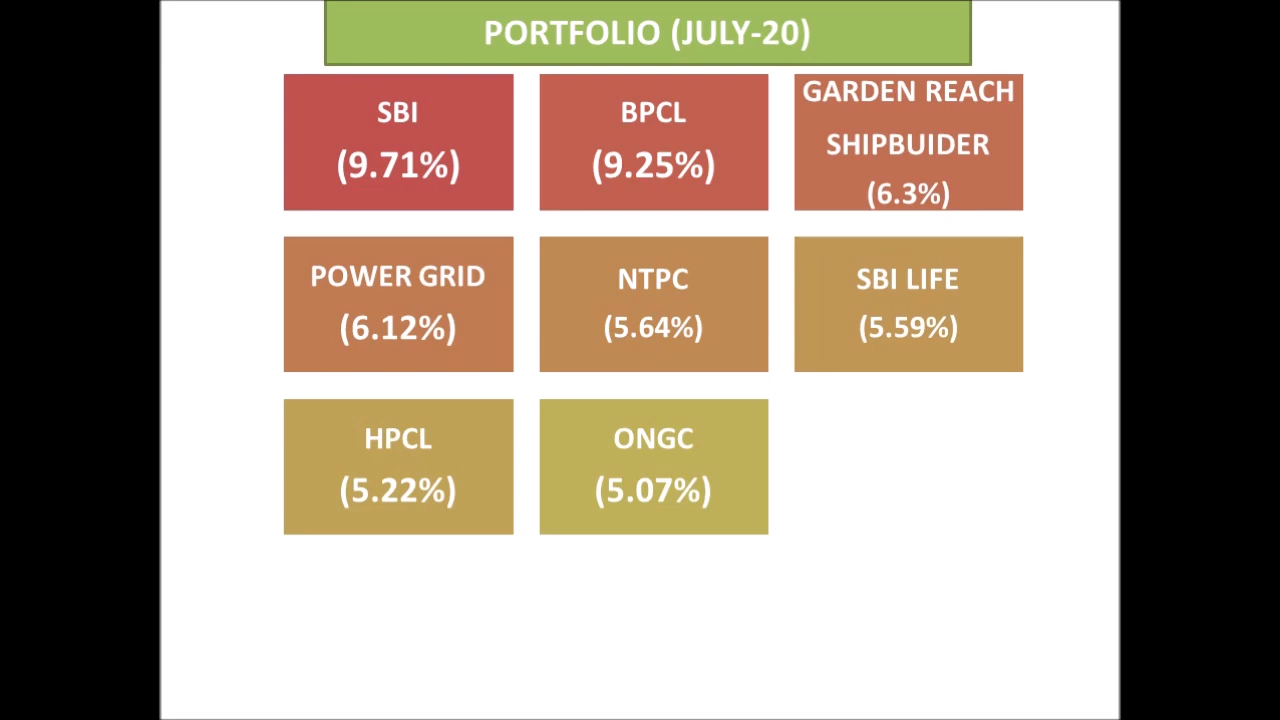 PORTFOLIO (JULY-20)
SBI
(9.71%)
BPCL
(9.25%)
GARDEN REACH
SHIPBUIDER
(6.3%)
POWER GRID
(6.12%)
NTPC
(5.64%)
SBI LIFE
(5.59%)
HPCL
(5.22%)
ONGC
(5.07%)